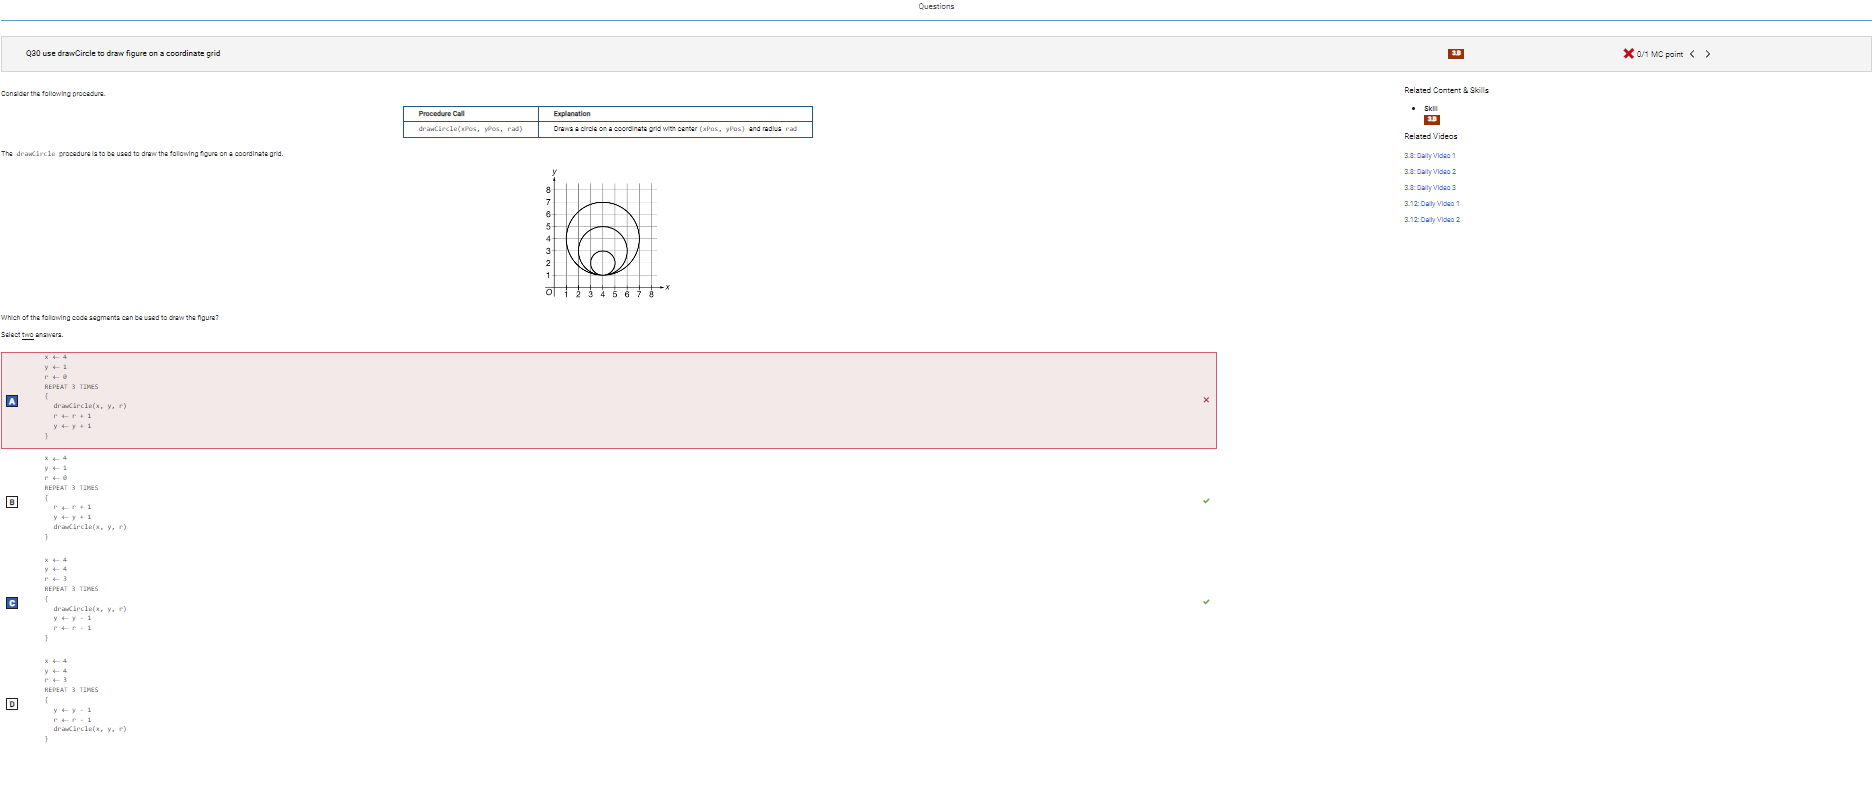 Questions
Q30 use drawCircle to draw figure on a coordinate grid
3.B
0/1 MC point
Consider the following procedure.
Procedure Call Explanation
drawCircle(xPos, yPos, rad) Draws a circle on a coordinate grid with center (xPos, yPos) and radius rad
The drawCircle procedure is to be used to draw the following figure on a coordinate grid.
y
8
7
6
5
4
3
2
1
O 1 2 3 4 5 6 7 8 x
Which of the following code segments can be used to draw the figure?
Select two answers.
A
x ← 4
y ← 1
r ← 0
REPEAT 3 TIMES
{
drawCircle(x, y, r)
r ← r + 1
y ← y + 1
}
B
x ← 4
y ← 1
r ← 0
REPEAT 3 TIMES
{
r ← r + 1
y ← y + 1
drawCircle(x, y, r)
}
C
x ← 4
y ← 4
r ← 3
REPEAT 3 TIMES
{
drawCircle(x, y, r)
y ← y - 1
r ← r - 1
}
D
x ← 4
y ← 4
r ← 3
REPEAT 3 TIMES
{
y ← y - 1
r ← r - 1
drawCircle(x, y, r)
}
Related Content & Skills
• Skill
3.B
Related Videos
3.8: Daily Video 1
3.8: Daily Video 2
3.8: Daily Video 3
3.12: Daily Video 1
3.12: Daily Video 2